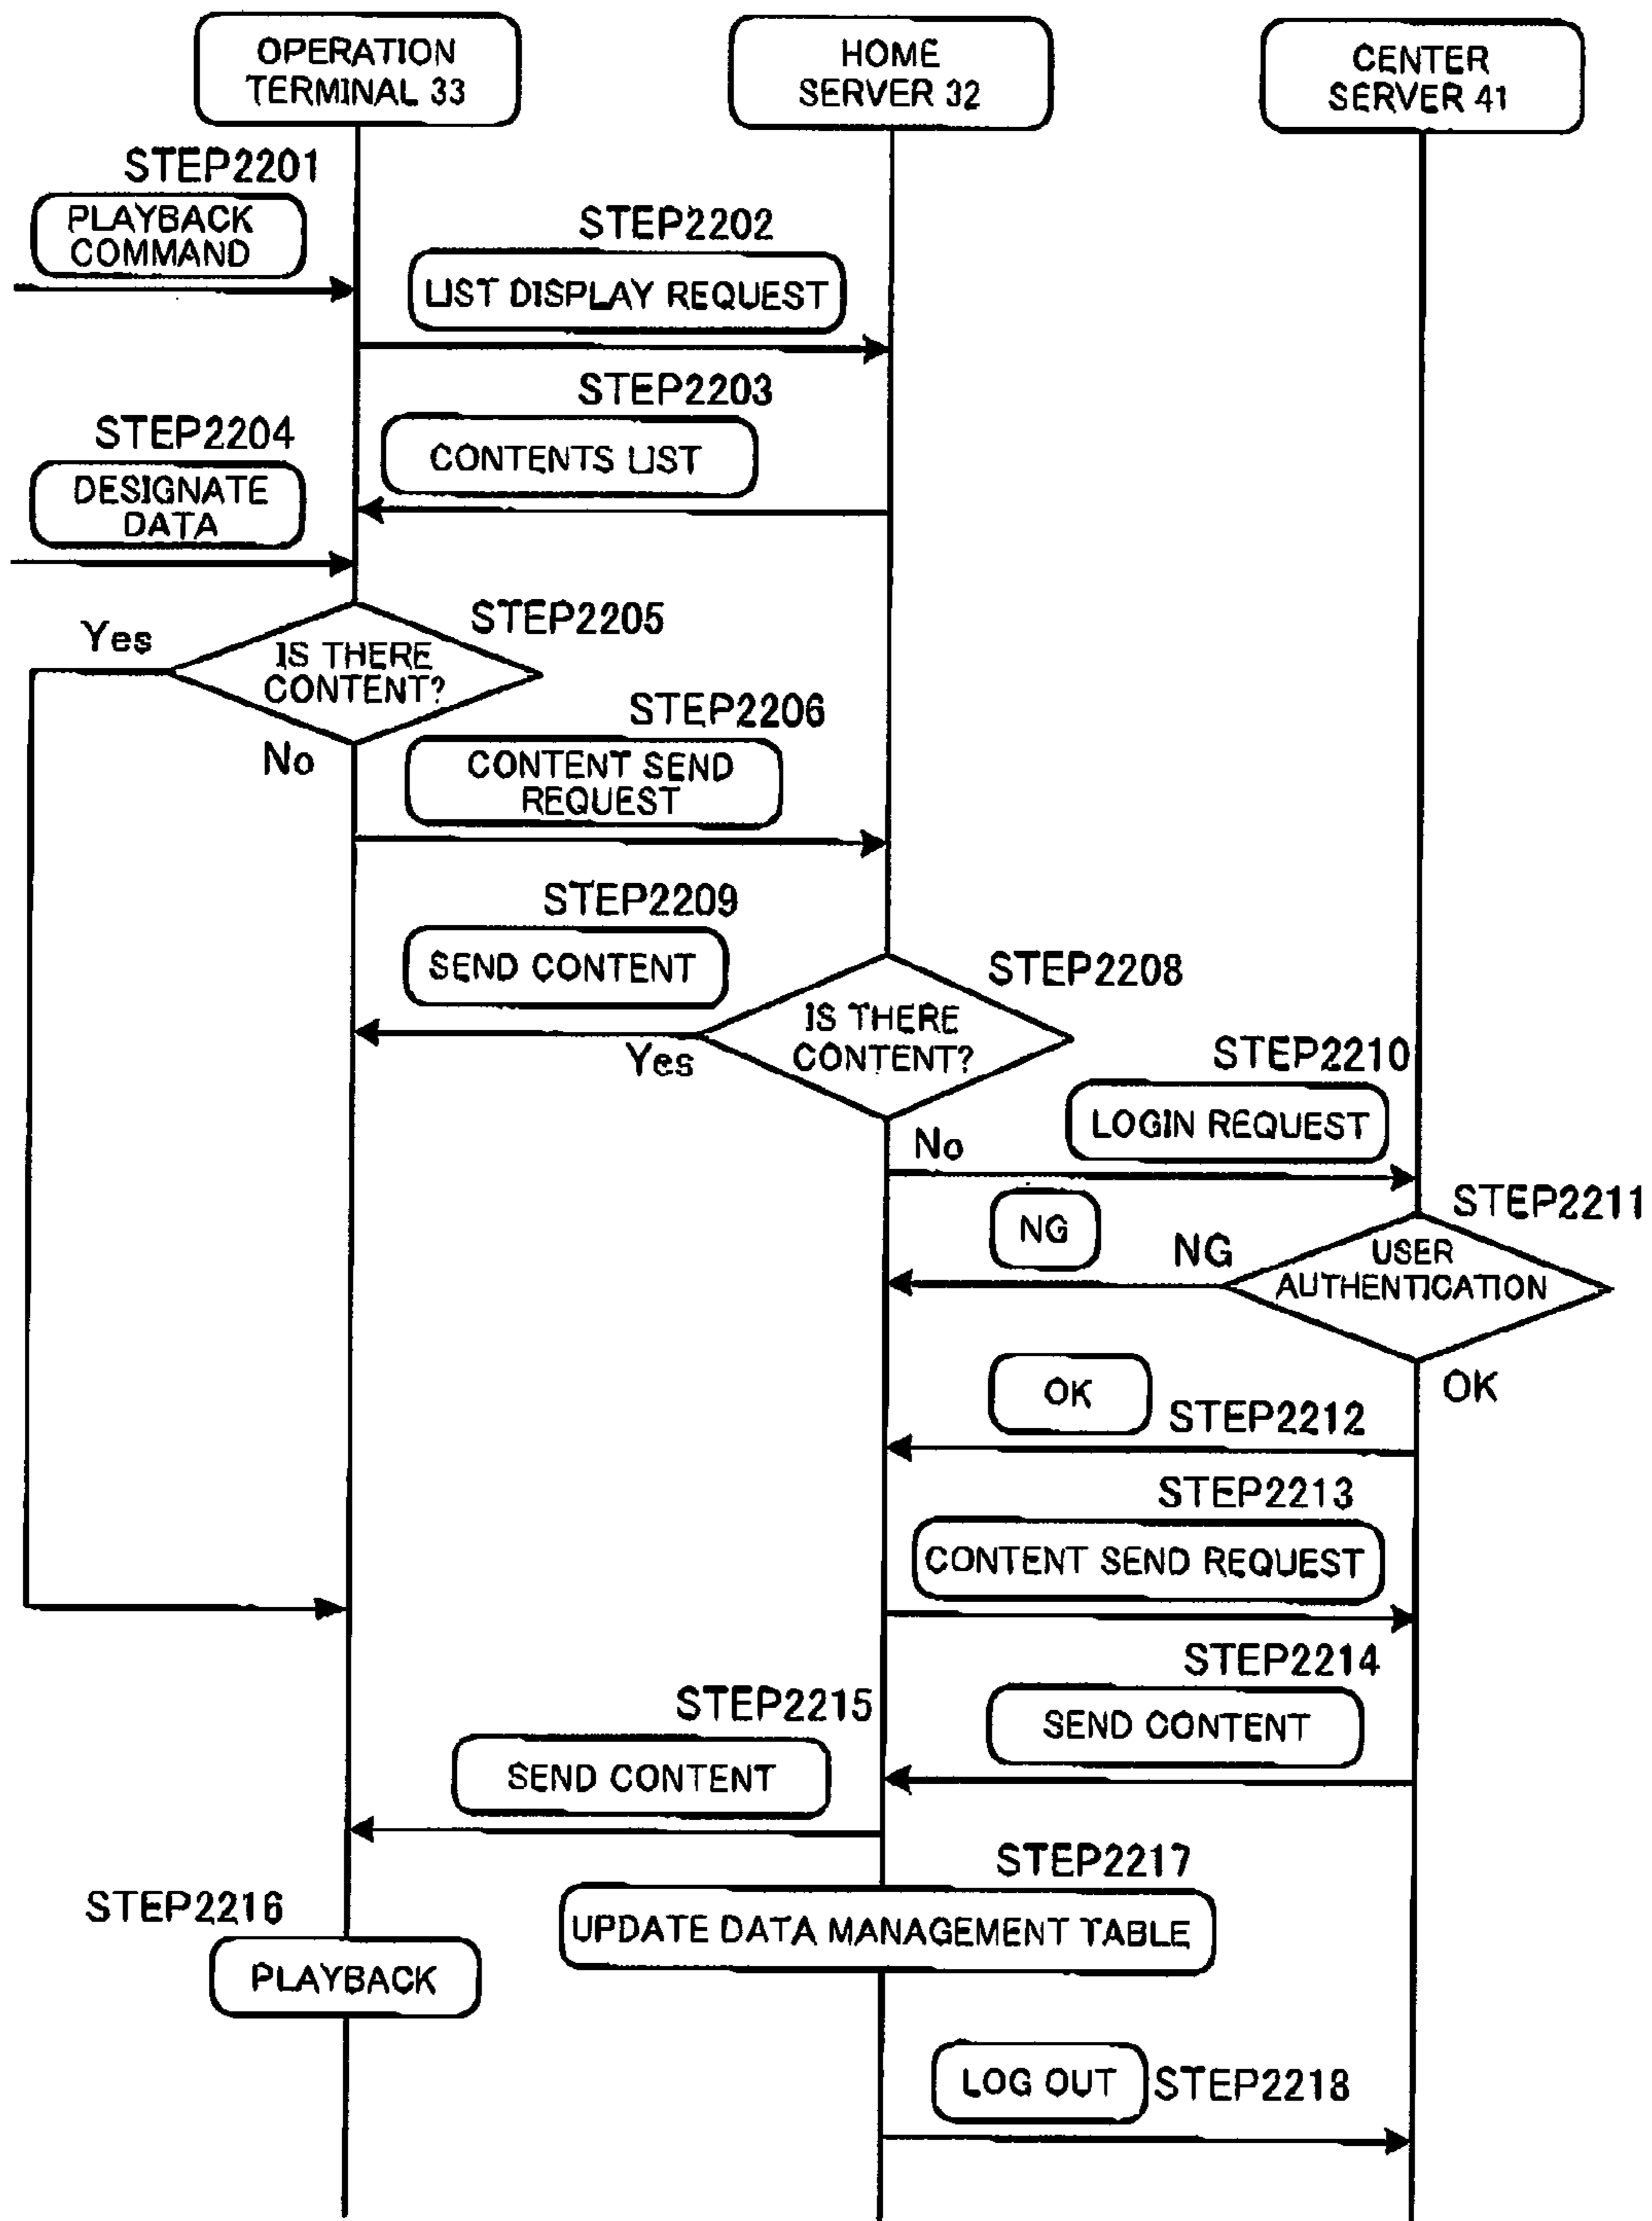 OPERATION
TERMINAL 33
HOME
SERVER 32
CENTER
SERVER 41
STEP2201
PLAYBACK
COMMAND
STEP2202
LIST DISPLAY REQUEST
STEP2203
CONTENTS LIST
STEP2204
DESIGNATE
DATA
STEP2205
Yes
IS THERE
CONTENT?
No
STEP2206
CONTENT SEND
REQUEST
STEP2209
SEND CONTENT
STEP2208
IS THERE
CONTENT?
Yes
No
STEP2210
LOGIN REQUEST
STEP2211
USER
AUTHENTICATION
NG
NG
OK
OK
STEP2212
STEP2213
CONTENT SEND REQUEST
STEP2214
SEND CONTENT
STEP2215
SEND CONTENT
STEP2217
UPDATE DATA MANAGEMENT TABLE
STEP2216
PLAYBACK
LOG OUT
STEP2218